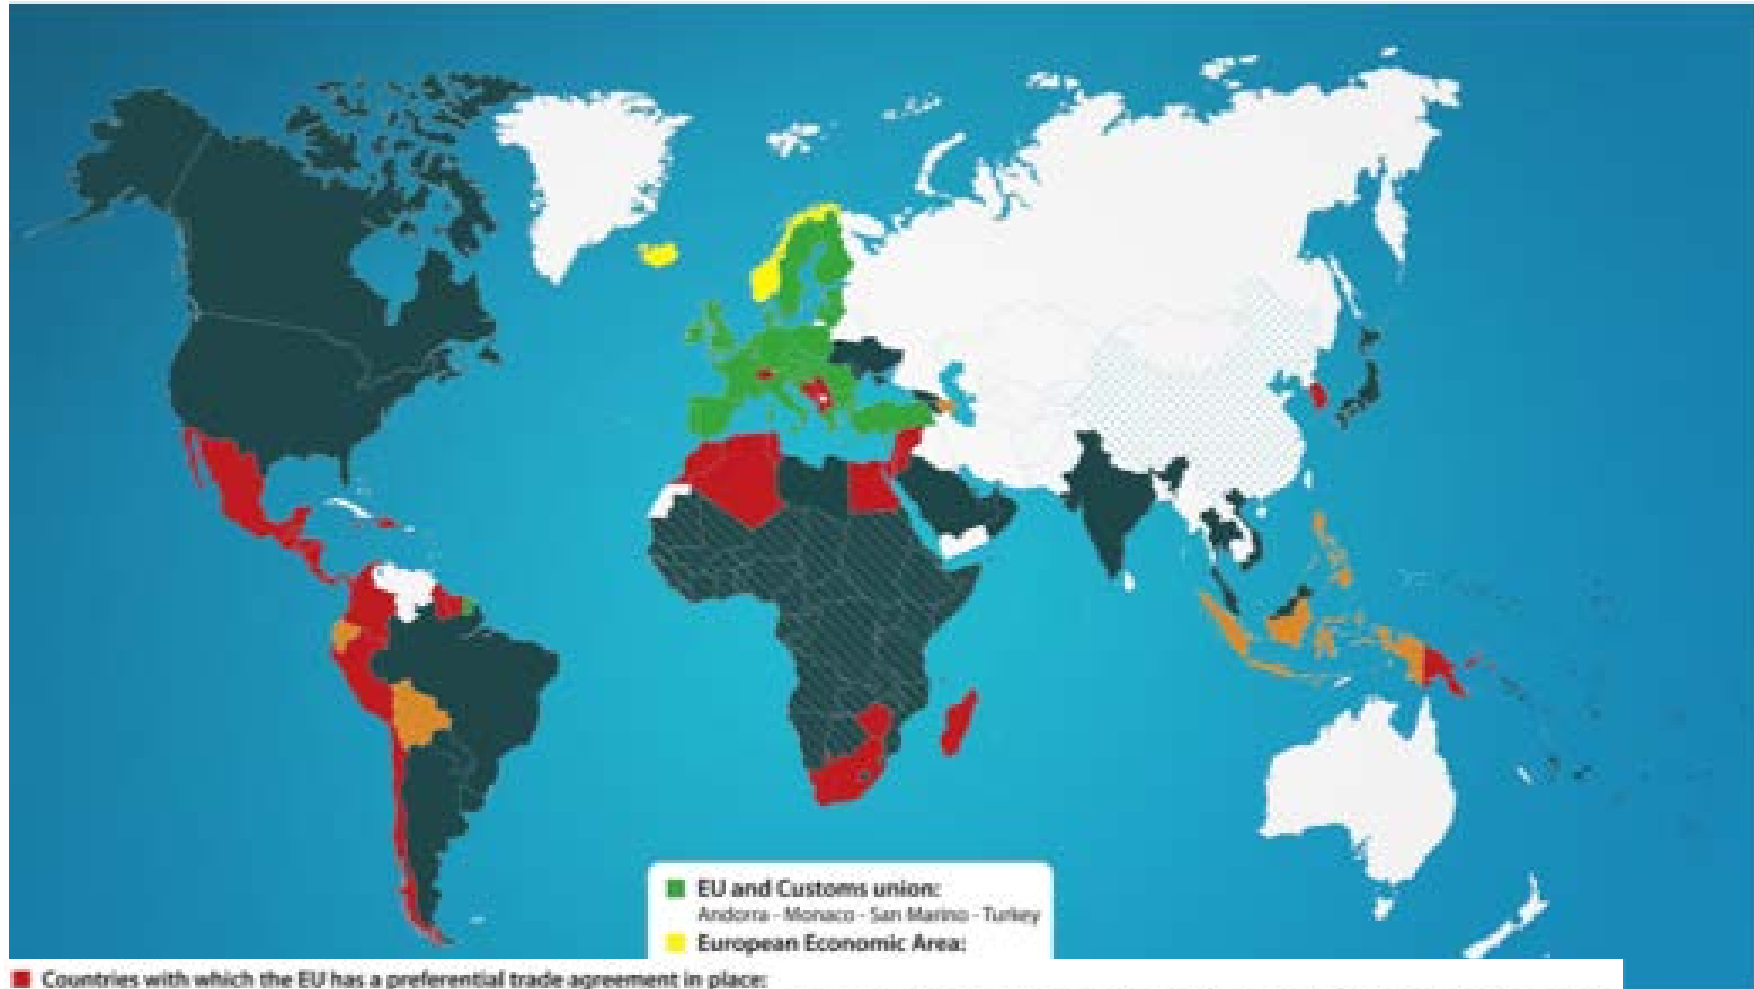 EU and Customs union:
Andorra - Monaco - San Marino - Turkey
European Economic Area:
Countries with which the EU has a preferential trade agreement in place: